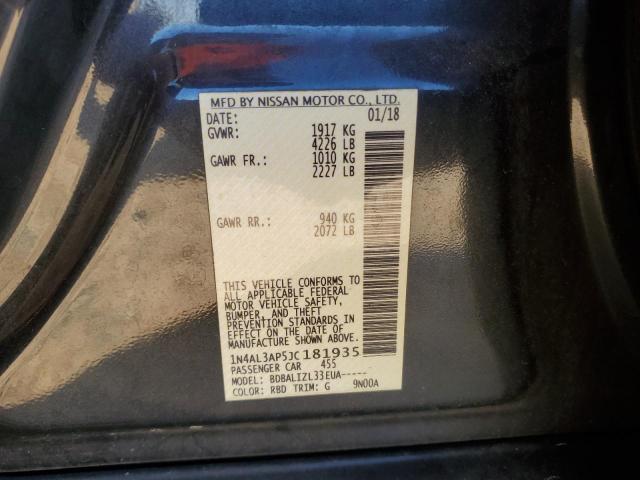 MFD BY NISSAN MOTOR CO., LTD.
DATE: 01/18
GVWR: 1917 KG
4226 LB
GAWR FR.: 1010 KG
2227 LB
GAWR RR.: 940 KG
2072 LB
THIS VEHICLE CONFORMS TO
ALL APPLICABLE FEDERAL
MOTOR VEHICLE SAFETY,
BUMPER, AND THEFT
PREVENTION STANDARDS IN
EFFECT ON THE DATE OF
MANUFACTURE SHOWN ABOVE.
1N4AL3AP5JC181935
PASSENGER CAR 455
MODEL: BDBALIZL33EUA-----
COLOR: RBD TRIM: G 9N00A